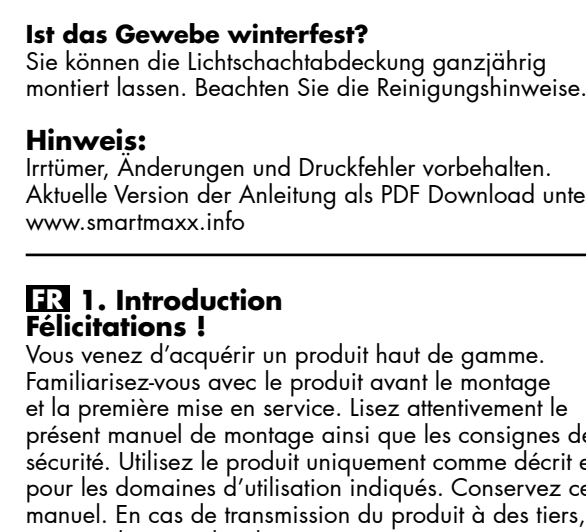 Ist das Gewebe winterfest?
Sie können die Lichtschachtabdeckung ganzjährig
montiert lassen. Beachten Sie die Reinigungshinweise.
Hinweis:
Irrtümer, Änderungen und Druckfehler vorbehalten.
Aktuelle Version der Anleitung als PDF Download unte
www.smartmaxx.info
FR 1. Introduction
Félicitations !
Vous venez d’acquérir un produit haut de gamme.
Familiarisez-vous avec le produit avant le montage
et la première mise en service. Lisez attentivement le
présent manuel de montage ainsi que les consignes de
sécurité. Utilisez le produit uniquement comme décrit e
pour les domaines d’utilisation indiqués. Conservez ce
manuel. En cas de transmission du produit à des tiers,